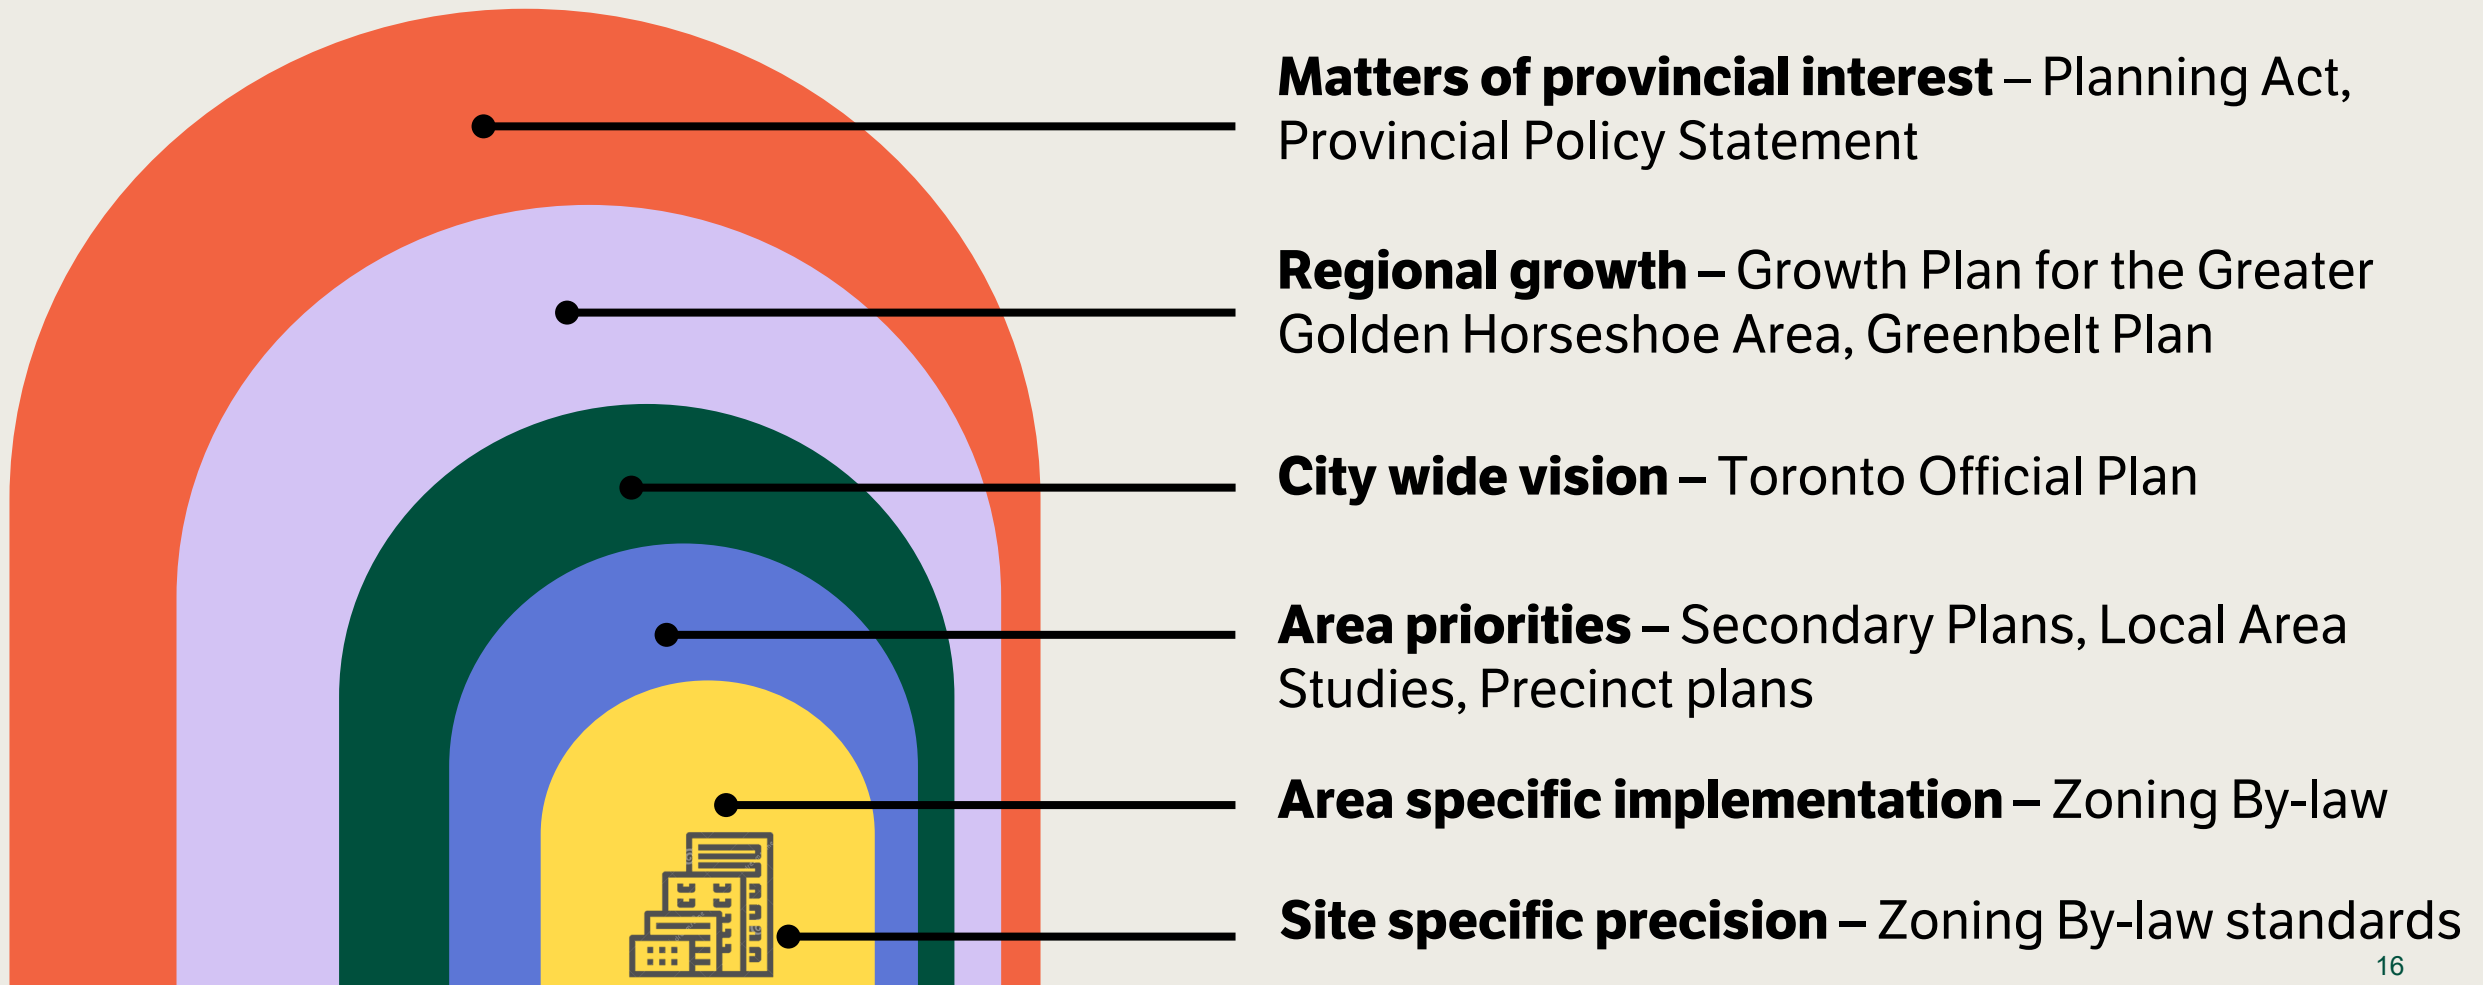 Matters of provincial interest – Planning Act,
Provincial Policy Statement
Regional growth – Growth Plan for the Greater
Golden Horseshoe Area, Greenbelt Plan
City wide vision – Toronto Official Plan
Area priorities – Secondary Plans, Local Area
Studies, Precinct plans
Area specific implementation – Zoning By-law
Site specific precision – Zoning By-law standards
16